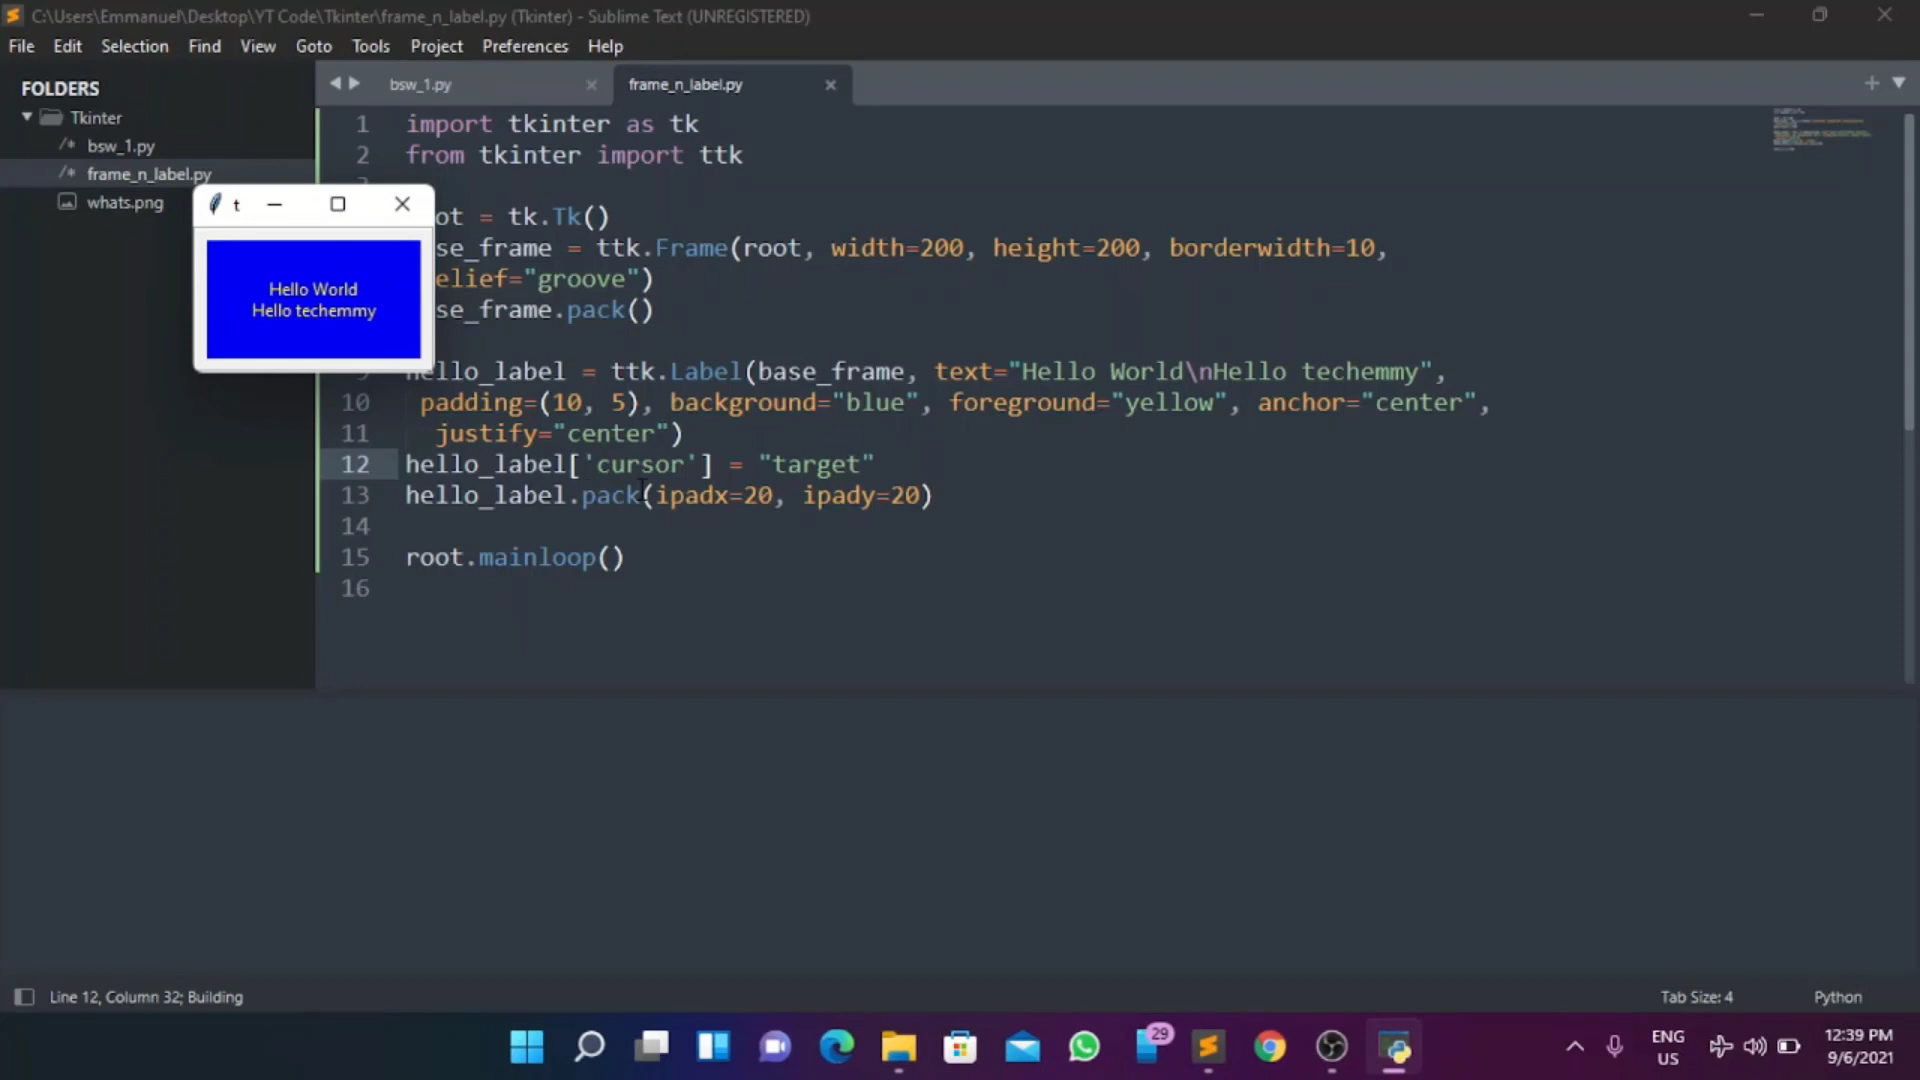 C:\Users\Emmanuel\Desktop\YT Code\Tkinter\frame_n_label.py (Tkinter) - Sublime Text (UNREGISTERED)
File Edit Selection Find View Goto Tools Project Preferences Help
FOLDERS
Tkinter
/* bsw_1.py
/* frame_n_label.py
whats.png
bsw_1.py
frame_n_label.py
t
Hello World
Hello techemmy
1 import tkinter as tk
2 from tkinter import ttk
ot = tk.Tk()
se_frame = ttk.Frame(root, width=200, height=200, borderwidth=10,
elief="groove")
se_frame.pack()
hello_label = ttk.Label(base_frame, text="Hello World\nHello techemmy",
10 padding=(10, 5), background="blue", foreground="yellow", anchor="center",
11 justify="center")
12 hello_label['cursor'] = "target"
13 hello_label.pack(ipadx=20, ipady=20)
14
15 root.mainloop()
16
Line 12, Column 32; Building
Tab Size: 4
Python
29
ENG
US
12:39 PM
9/6/2021